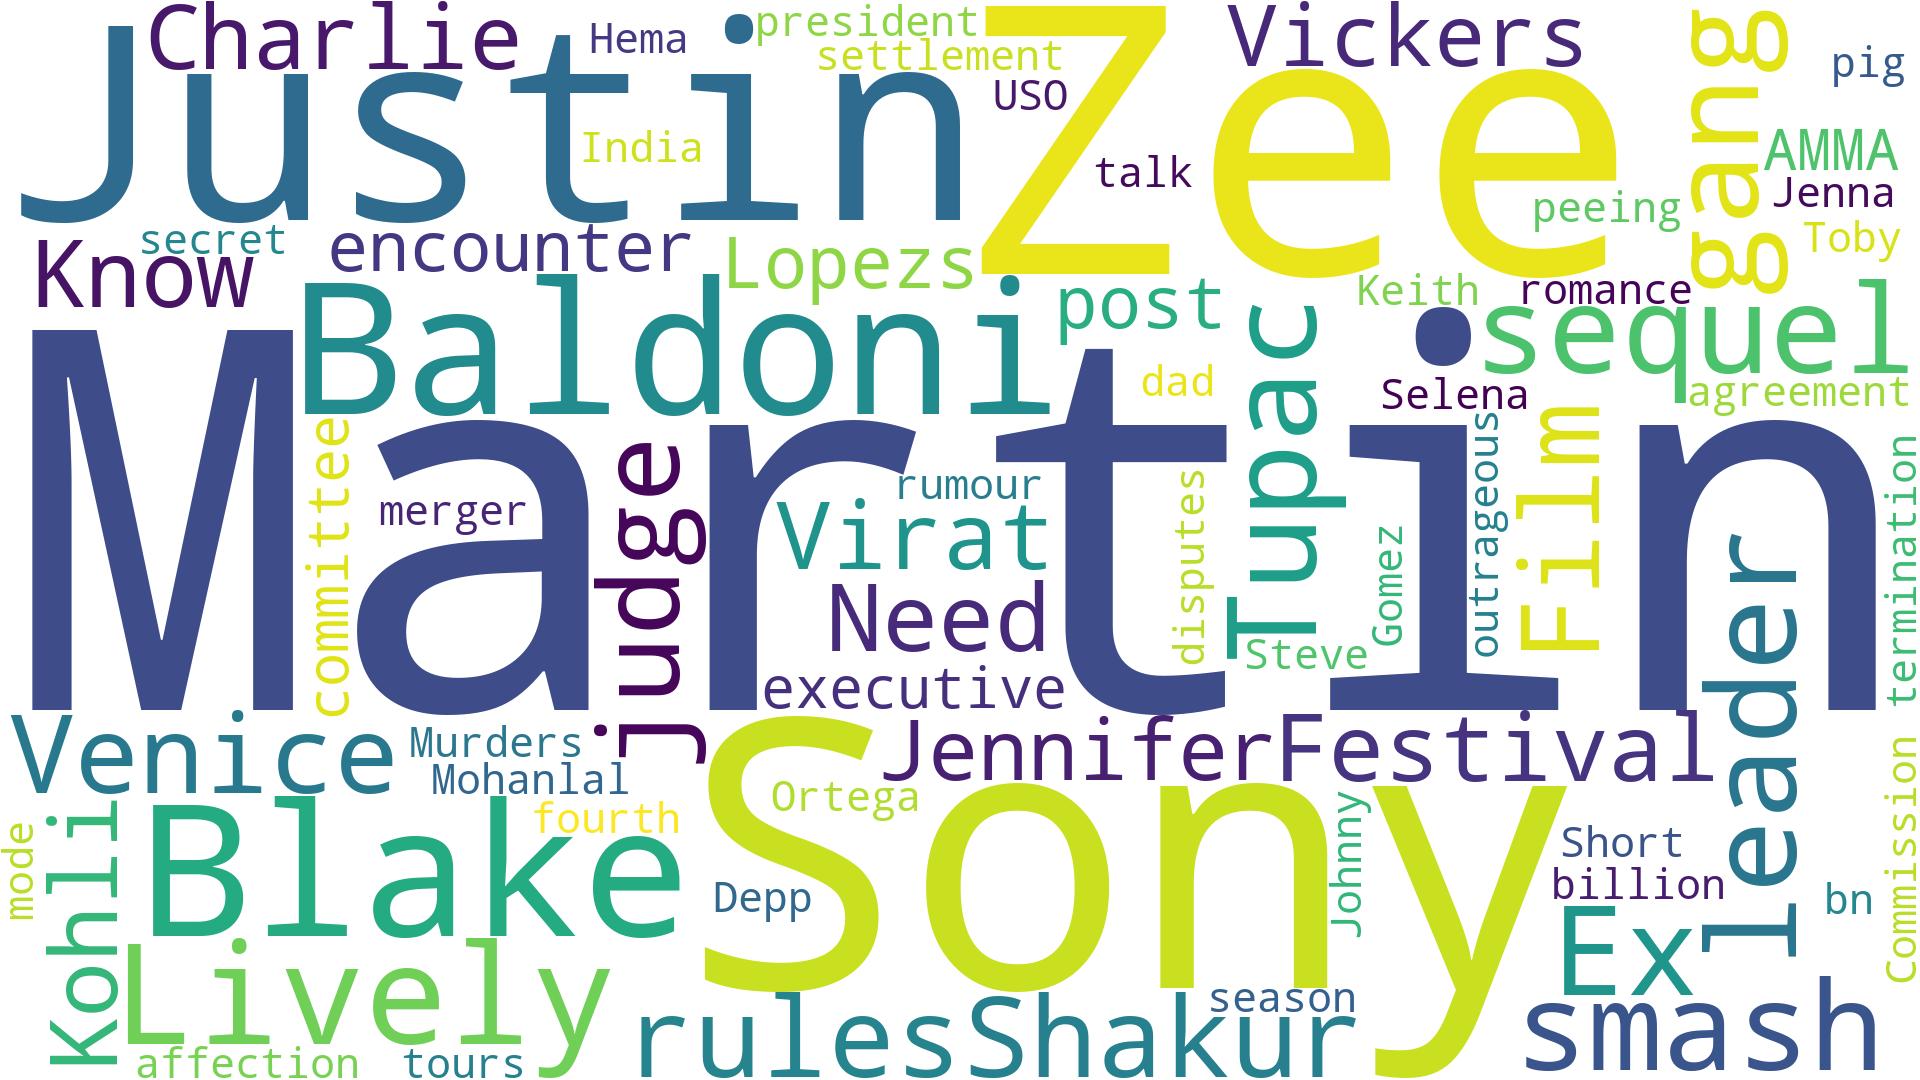 Charlie
Hema
president
settlement
Vickers
pig
Justin
Zee
USO
gang
India
talk
AMMA
Jenna
peeing
Toby
secret
encounter
Lopezs
Know
Keith
romance
post
sequel
Baldoni
Tupac
dad
Selena
agreement
Martin
committee
merger
judge
rumour
Virat
disputes
Gomez
outrageous
Film
termination
Need
Steve
leader
executive
Venice
Murders
Mohanlal
Jennifer
Festival
Sony
fourth
Ortega
Johnny
Short
Commission
mode
Kohli
Blake
Depp
billion
bn
Ex
Lively
season
rules
Shakur
smash
affection
tours